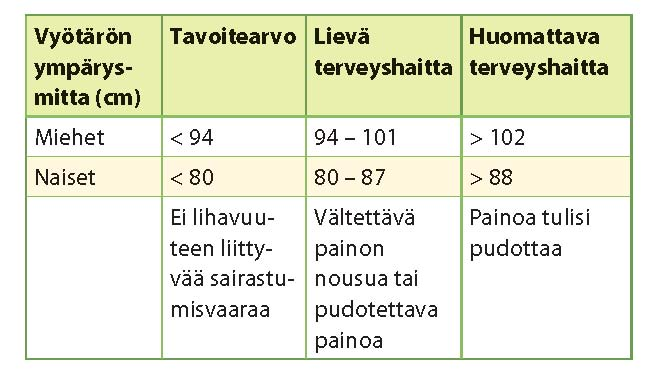 Vyötärön ympärys-mitta (cm) Tavoitearvo Lievä terveyshaitta Huomattava terveyshaitta
Miehet < 94 94 – 101 > 102
Naiset < 80 80 – 87 > 88
Ei lihavuu-
teen liitty-
vää sairastu-
misvaaraa
Vältettävä
painon
nousua tai
pudotettava
painoa
Painoa tulisi
pudottaa